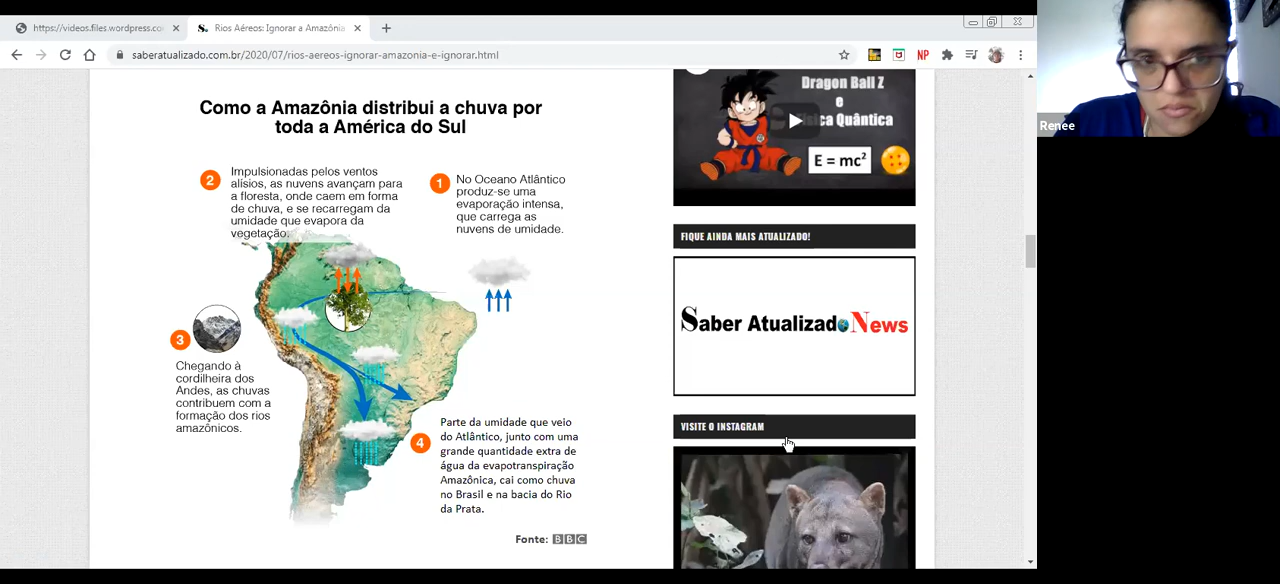 https://videos.files.wordpress.co
Rios Aéreos: Ignorar a Amazônia
saberatualizado.com.br/2020/07/rios-aereos-ignorar-amazonia-e-ignorar.html
NP
Como a Amazônia distribui a chuva por
toda a América do Sul
2
Impulsionadas pelos ventos
alísios, as nuvens avançam para
a floresta, onde caem em forma
de chuva, e se recarregam da
umidade que evapora da
vegetação.
1
No Oceano Atlântico
produz-se uma
evaporação intensa,
que carrega as
nuvens de umidade.
3
Chegando à
cordilheira dos
Andes, as chuvas
contribuem com a
formação dos rios
amazônicos.
4
Parte da umidade que veio
do Atlântico, junto com uma
grande quantidade extra de
água da evapotranspiração
Amazônica, cai como chuva
no Brasil e na bacia do Rio
da Prata.
Fonte: BBC
Dragon Ball Z
e
ísica Quântica
E = mc²
FIQUE AINDA MAIS ATUALIZADO!
Saber Atualizado News
VISITE O INSTAGRAM
Renee